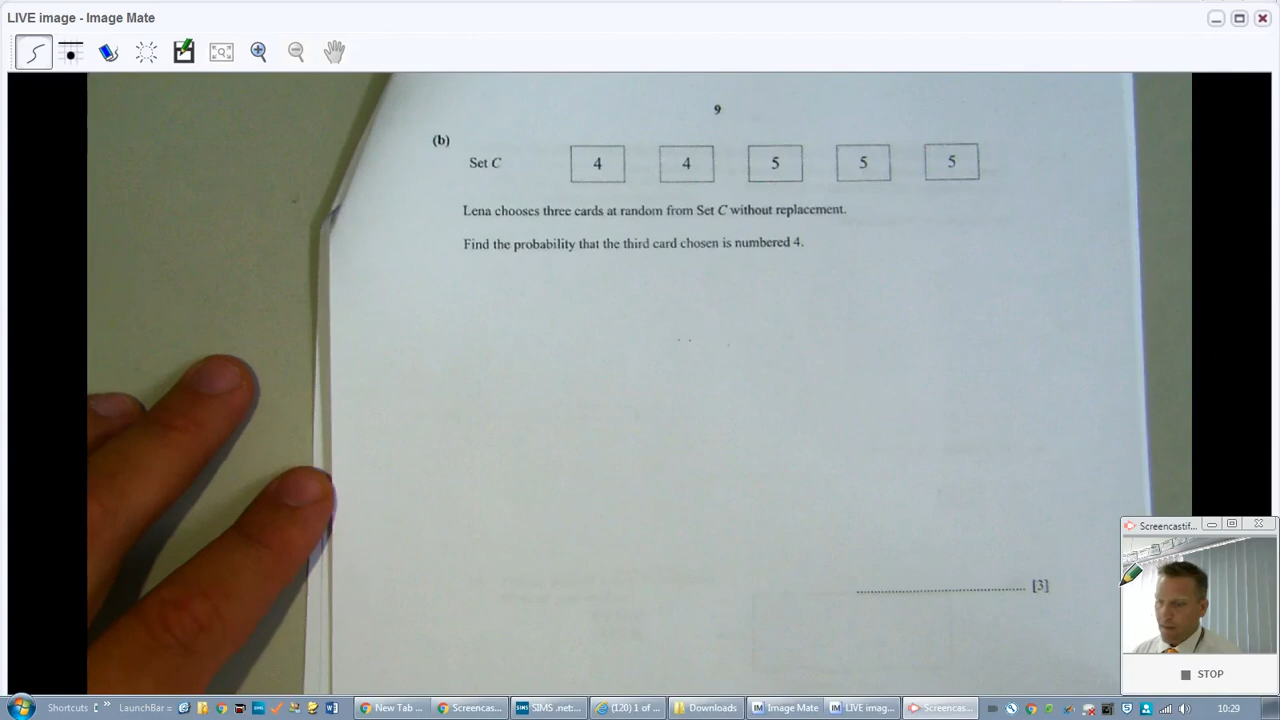 LIVE image - Image Mate
9
(b)
Set C 4 4 5 5 5
Lena chooses three cards at random from Set C without replacement.
Find the probability that the third card chosen is numbered 4.
[3]
Screencastif...
STOP
Shortcuts
LaunchBar
New Tab
Screencas...
SIMS .net:...
(120) 1 of ...
Downloads
Image Mate
LIVE imag...
Screencas...
10:29